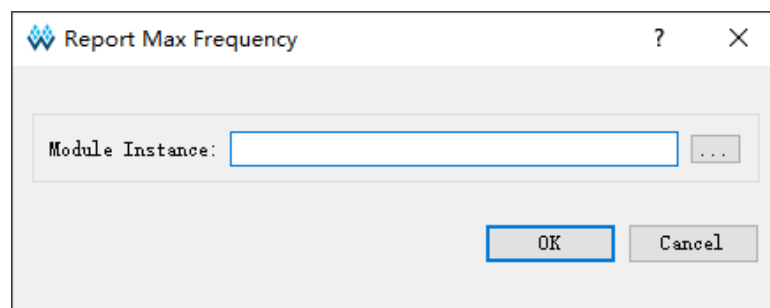 Report Max Frequency ? ×
Module Instance: ...
OK Cancel